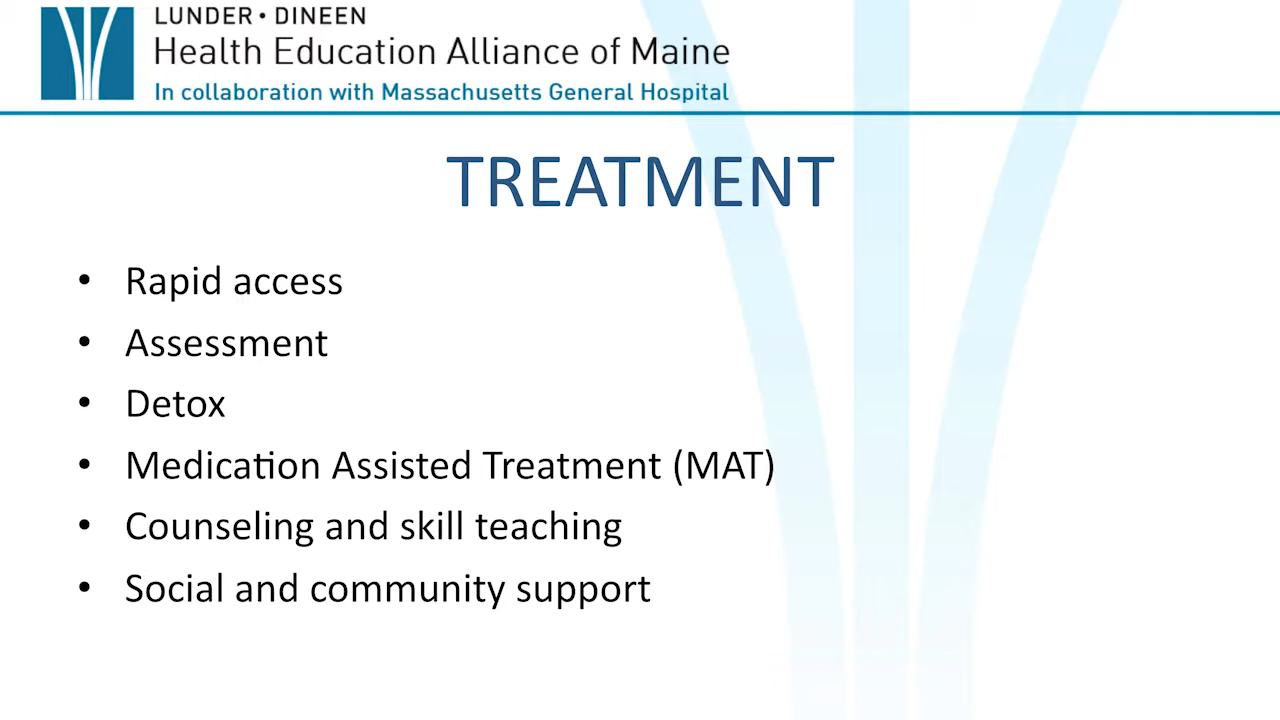 LUNDER • DINEEN
Health Education Alliance of Maine
In collaboration with Massachusetts General Hospital
TREATMENT
• Rapid access
• Assessment
• Detox
• Medication Assisted Treatment (MAT)
• Counseling and skill teaching
• Social and community support